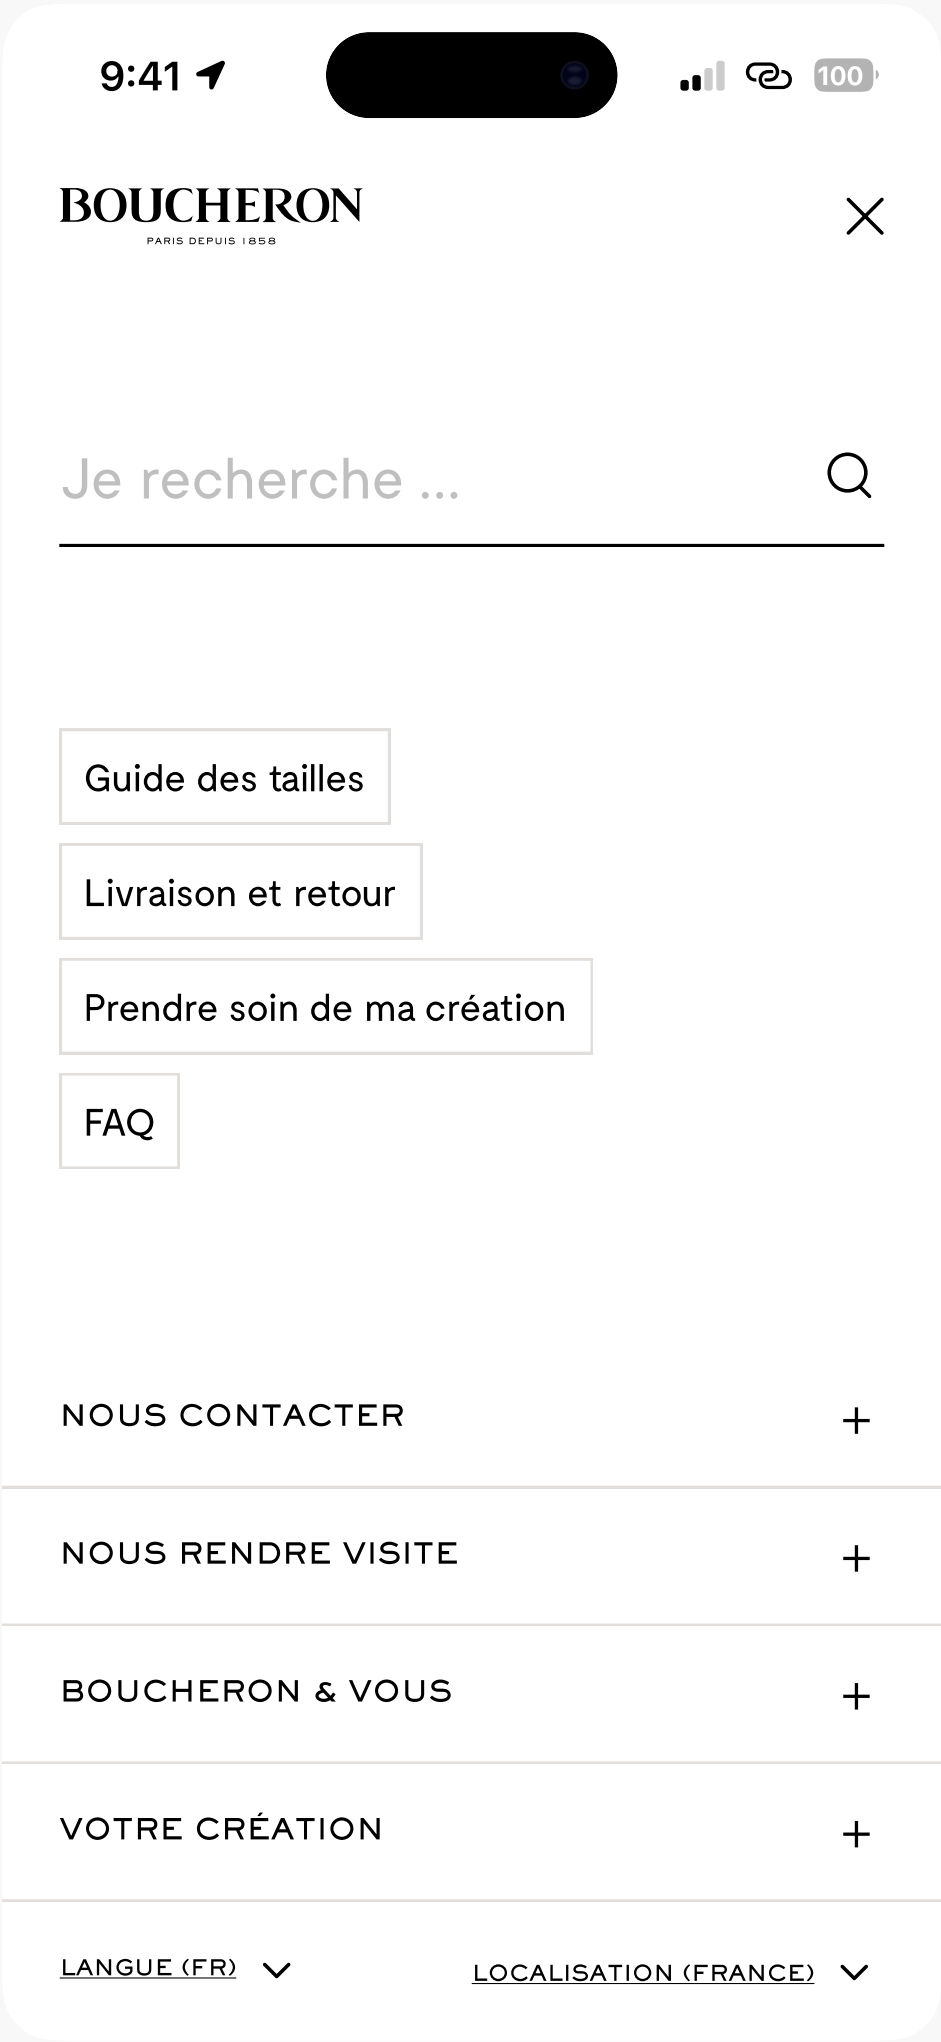 9:41
100
BOUCHERON
PARIS DEPUIS 1858
Je recherche ...
Guide des tailles
Livraison et retour
Prendre soin de ma création
FAQ
NOUS CONTACTER
NOUS RENDRE VISITE
BOUCHERON & VOUS
VOTRE CRÉATION
LANGUE (FR)
LOCALISATION (FRANCE)